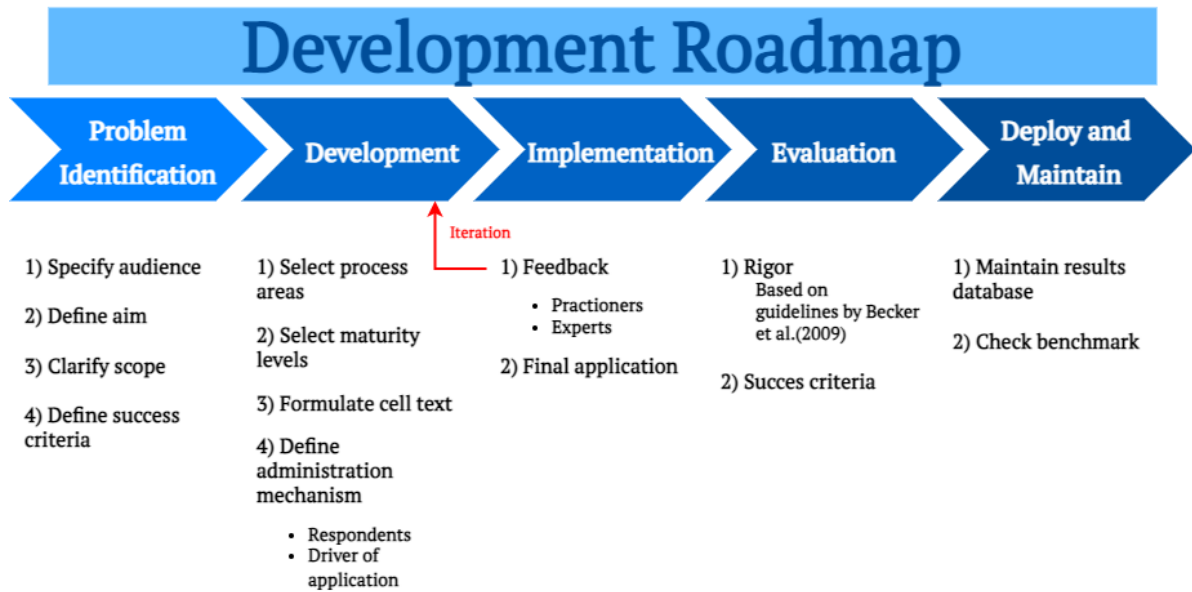 Development Roadmap
Problem
Identification
Development
Implementation
Evaluation
Deploy and
Maintain
Iteration
1) Specify audience
2) Define aim
3) Clarify scope
4) Define success
criteria
1) Select process
areas
2) Select maturity
levels
3) Formulate cell text
4) Define
administration
mechanism
• Respondents
• Driver of
application
1) Feedback
• Practioners
• Experts
2) Final application
1) Rigor
Based on
guidelines by Becker
et al.(2009)
2) Succes criteria
1) Maintain results
database
2) Check benchmark